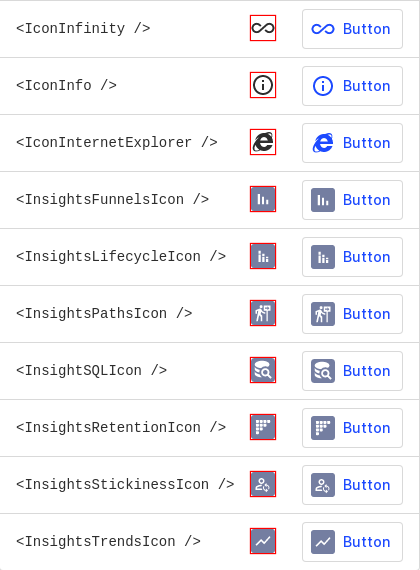 <IconInfinity /> Button
<IconInfo /> Button
<IconInternetExplorer /> Button
<InsightsFunnelsIcon /> Button
<InsightsLifecycleIcon /> Button
<InsightsPathsIcon /> Button
<InsightSQLIcon /> Button
<InsightsRetentionIcon /> Button
<InsightsStickinessIcon /> Button
<InsightsTrendsIcon /> Button